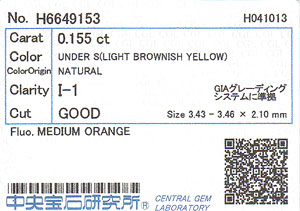 No. H6649153 H041013
Carat 0.155 ct
Color UNDER S(LIGHT BROWNISH YELLOW)
ColorOrigin NATURAL
Clarity I-1 GIAグレーディング
システムに準拠
Cut GOOD Size 3.43 - 3.46 × 2.10 mm
Fluo. MEDIUM ORANGE
中央宝石研究所® CENTRAL GEM
LABORATORY